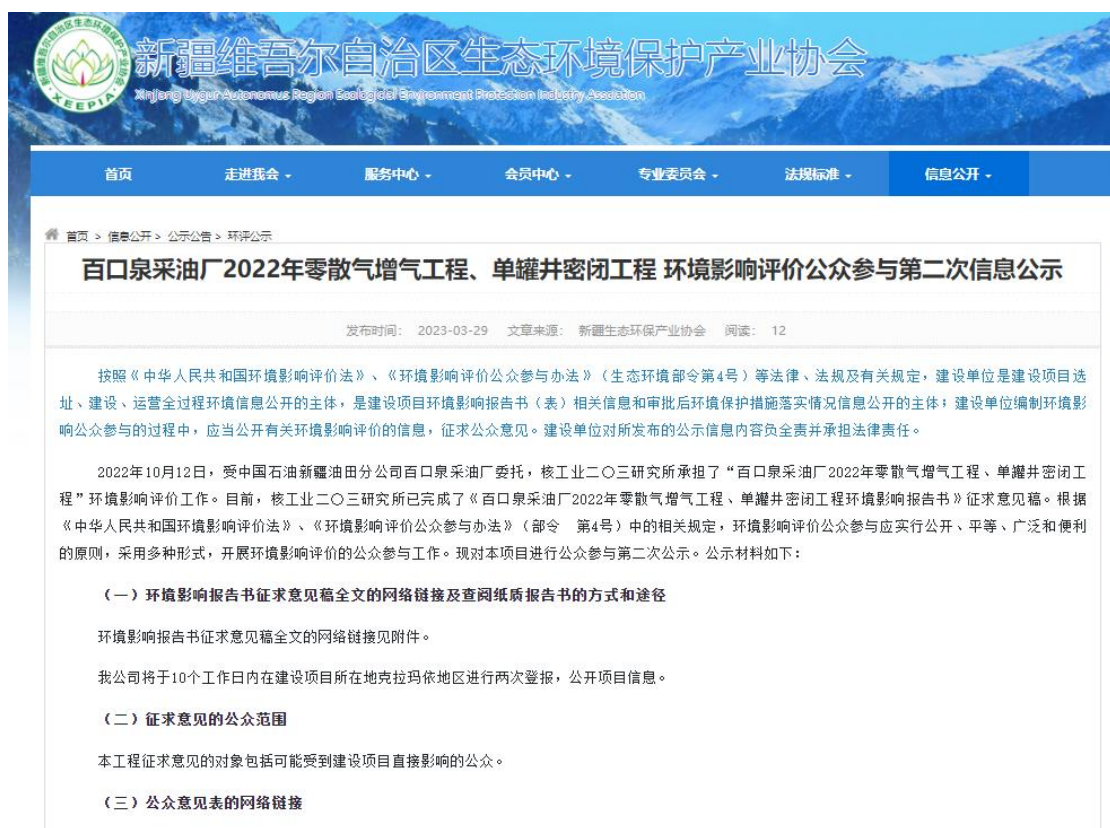 新疆维吾尔自治区生态环境保护产业协会
XEEPIA
首页 走进我会 服务中心 会员中心 专业委员会 法规标准 信息公开
首页 > 信息公开 > 公示公告 > 环评公示
百口泉采油厂2022年零散气增气工程、单罐井密闭工程 环境影响评价公众参与第二次信息公示
发布时间: 2023-03-29 文章来源: 新疆生态环保产业协会 阅读: 12
按照《中华人民共和国环境影响评价法》、《环境影响评价公众参与办法》（生态环境部令第4号）等法律、法规及有关规定，建设单位是建设项目选
址、建设、运营全过程环境信息公开的主体，是建设项目环境影响报告书（表）相关信息和审批后环境保护措施落实情况信息公开的主体；建设单位编制环境影
响公众参与的过程中，应当公开有关环境影响评价的信息，征求公众意见。建设单位对所发布的公示信息内容负全责并承担法律责任。
2022年10月12日，受中国石油新疆油田分公司百口泉采油厂委托，核工业二〇三研究所承担了“百口泉采油厂2022年零散气增气工程、单罐井密闭工
程”环境影响评价工作。目前，核工业二〇三研究所已完成了《百口泉采油厂2022年零散气增气工程、单罐井密闭工程环境影响报告书》征求意见稿。根据
《中华人民共和国环境影响评价法》、《环境影响评价公众参与办法》（部令 第4号）中的相关规定，环境影响评价公众参与应实行公开、平等、广泛和便利
的原则，采用多种形式，开展环境影响评价的公众参与工作。现对本项目进行公众参与第二次公示。公示材料如下：
（一）环境影响报告书征求意见稿全文的网络链接及查阅纸质报告书的方式和途径
环境影响报告书征求意见稿全文的网络链接见附件。
我公司将于10个工作日内在建设项目所在地克拉玛依地区进行两次登报，公开项目信息。
（二）征求意见的公众范围
本工程征求意见的对象包括可能受到建设项目直接影响的公众。
（三）公众意见表的网络链接